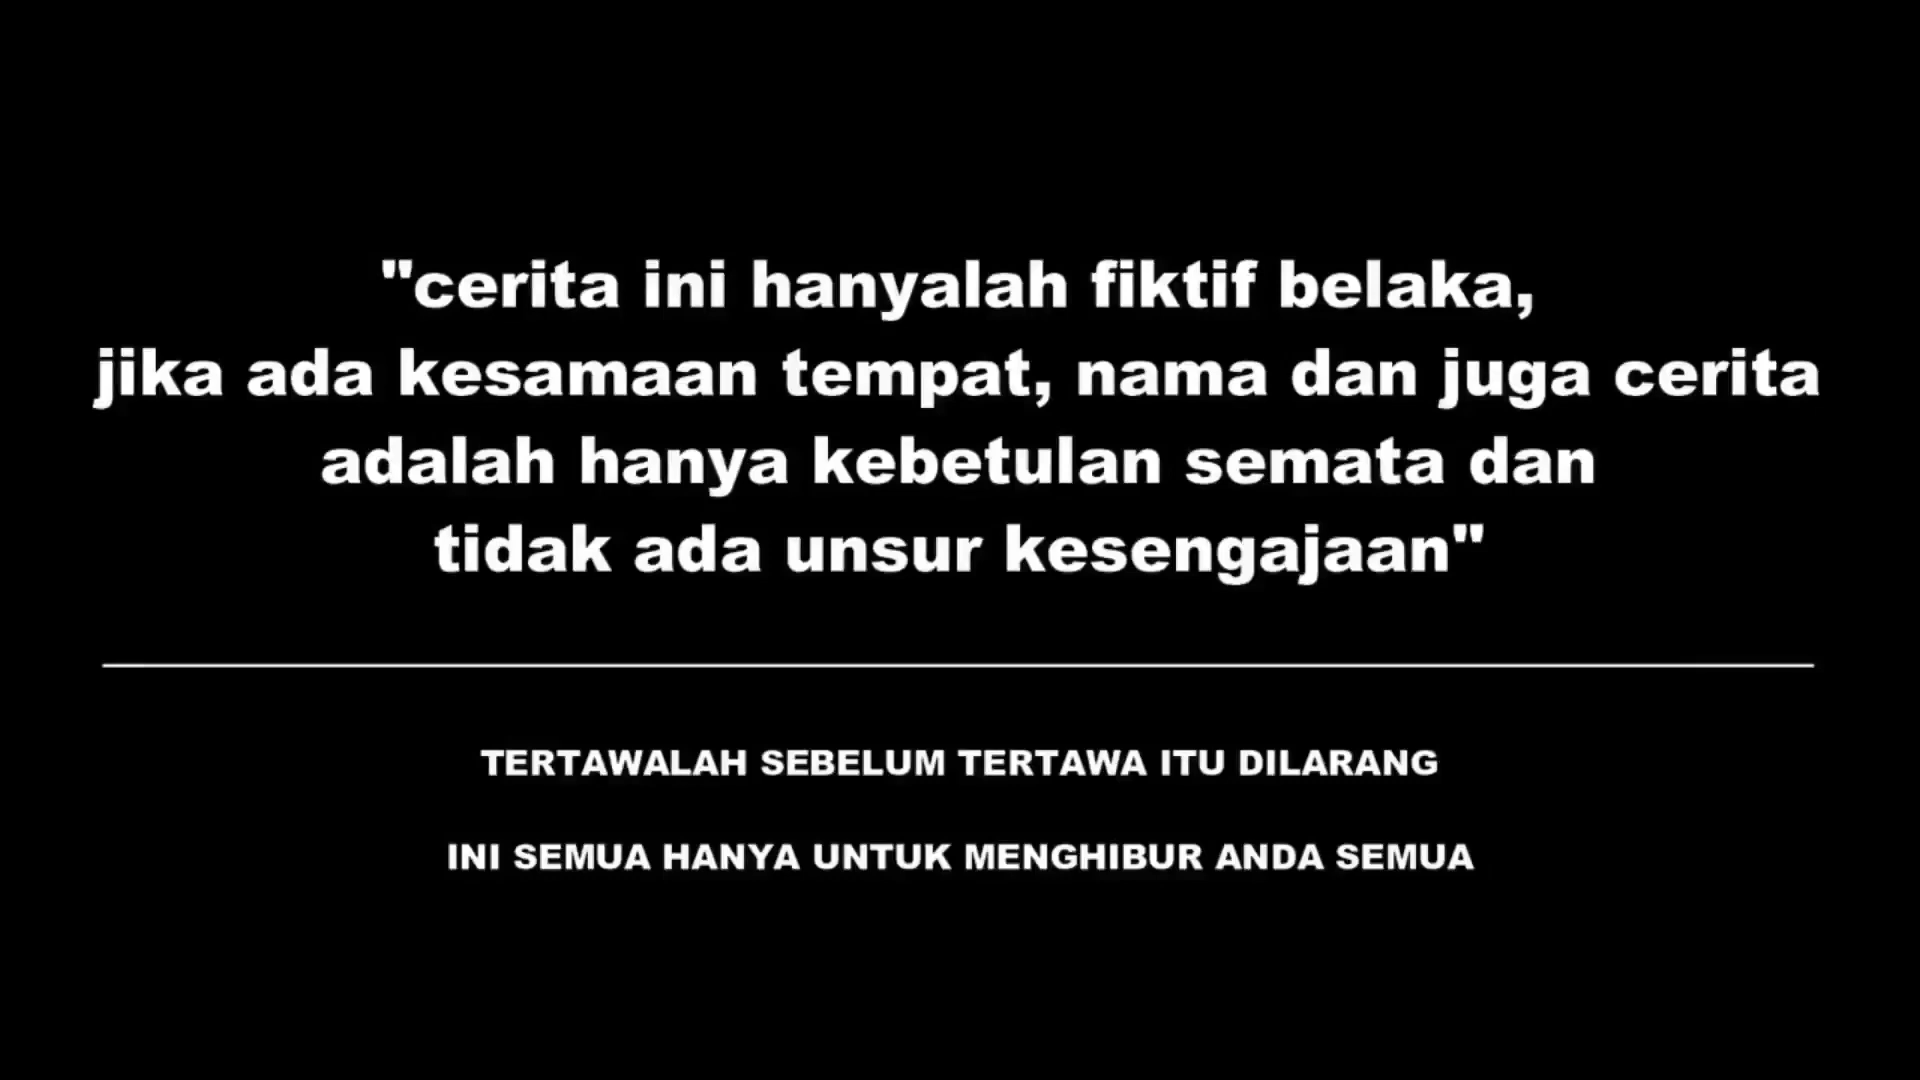 "cerita ini hanyalah fiktif belaka,
jika ada kesamaan tempat, nama dan juga cerita
adalah hanya kebetulan semata dan
tidak ada unsur kesengajaan"
TERTAWALAH SEBELUM TERTAWA ITU DILARANG
INI SEMUA HANYA UNTUK MENGHIBUR ANDA SEMUA